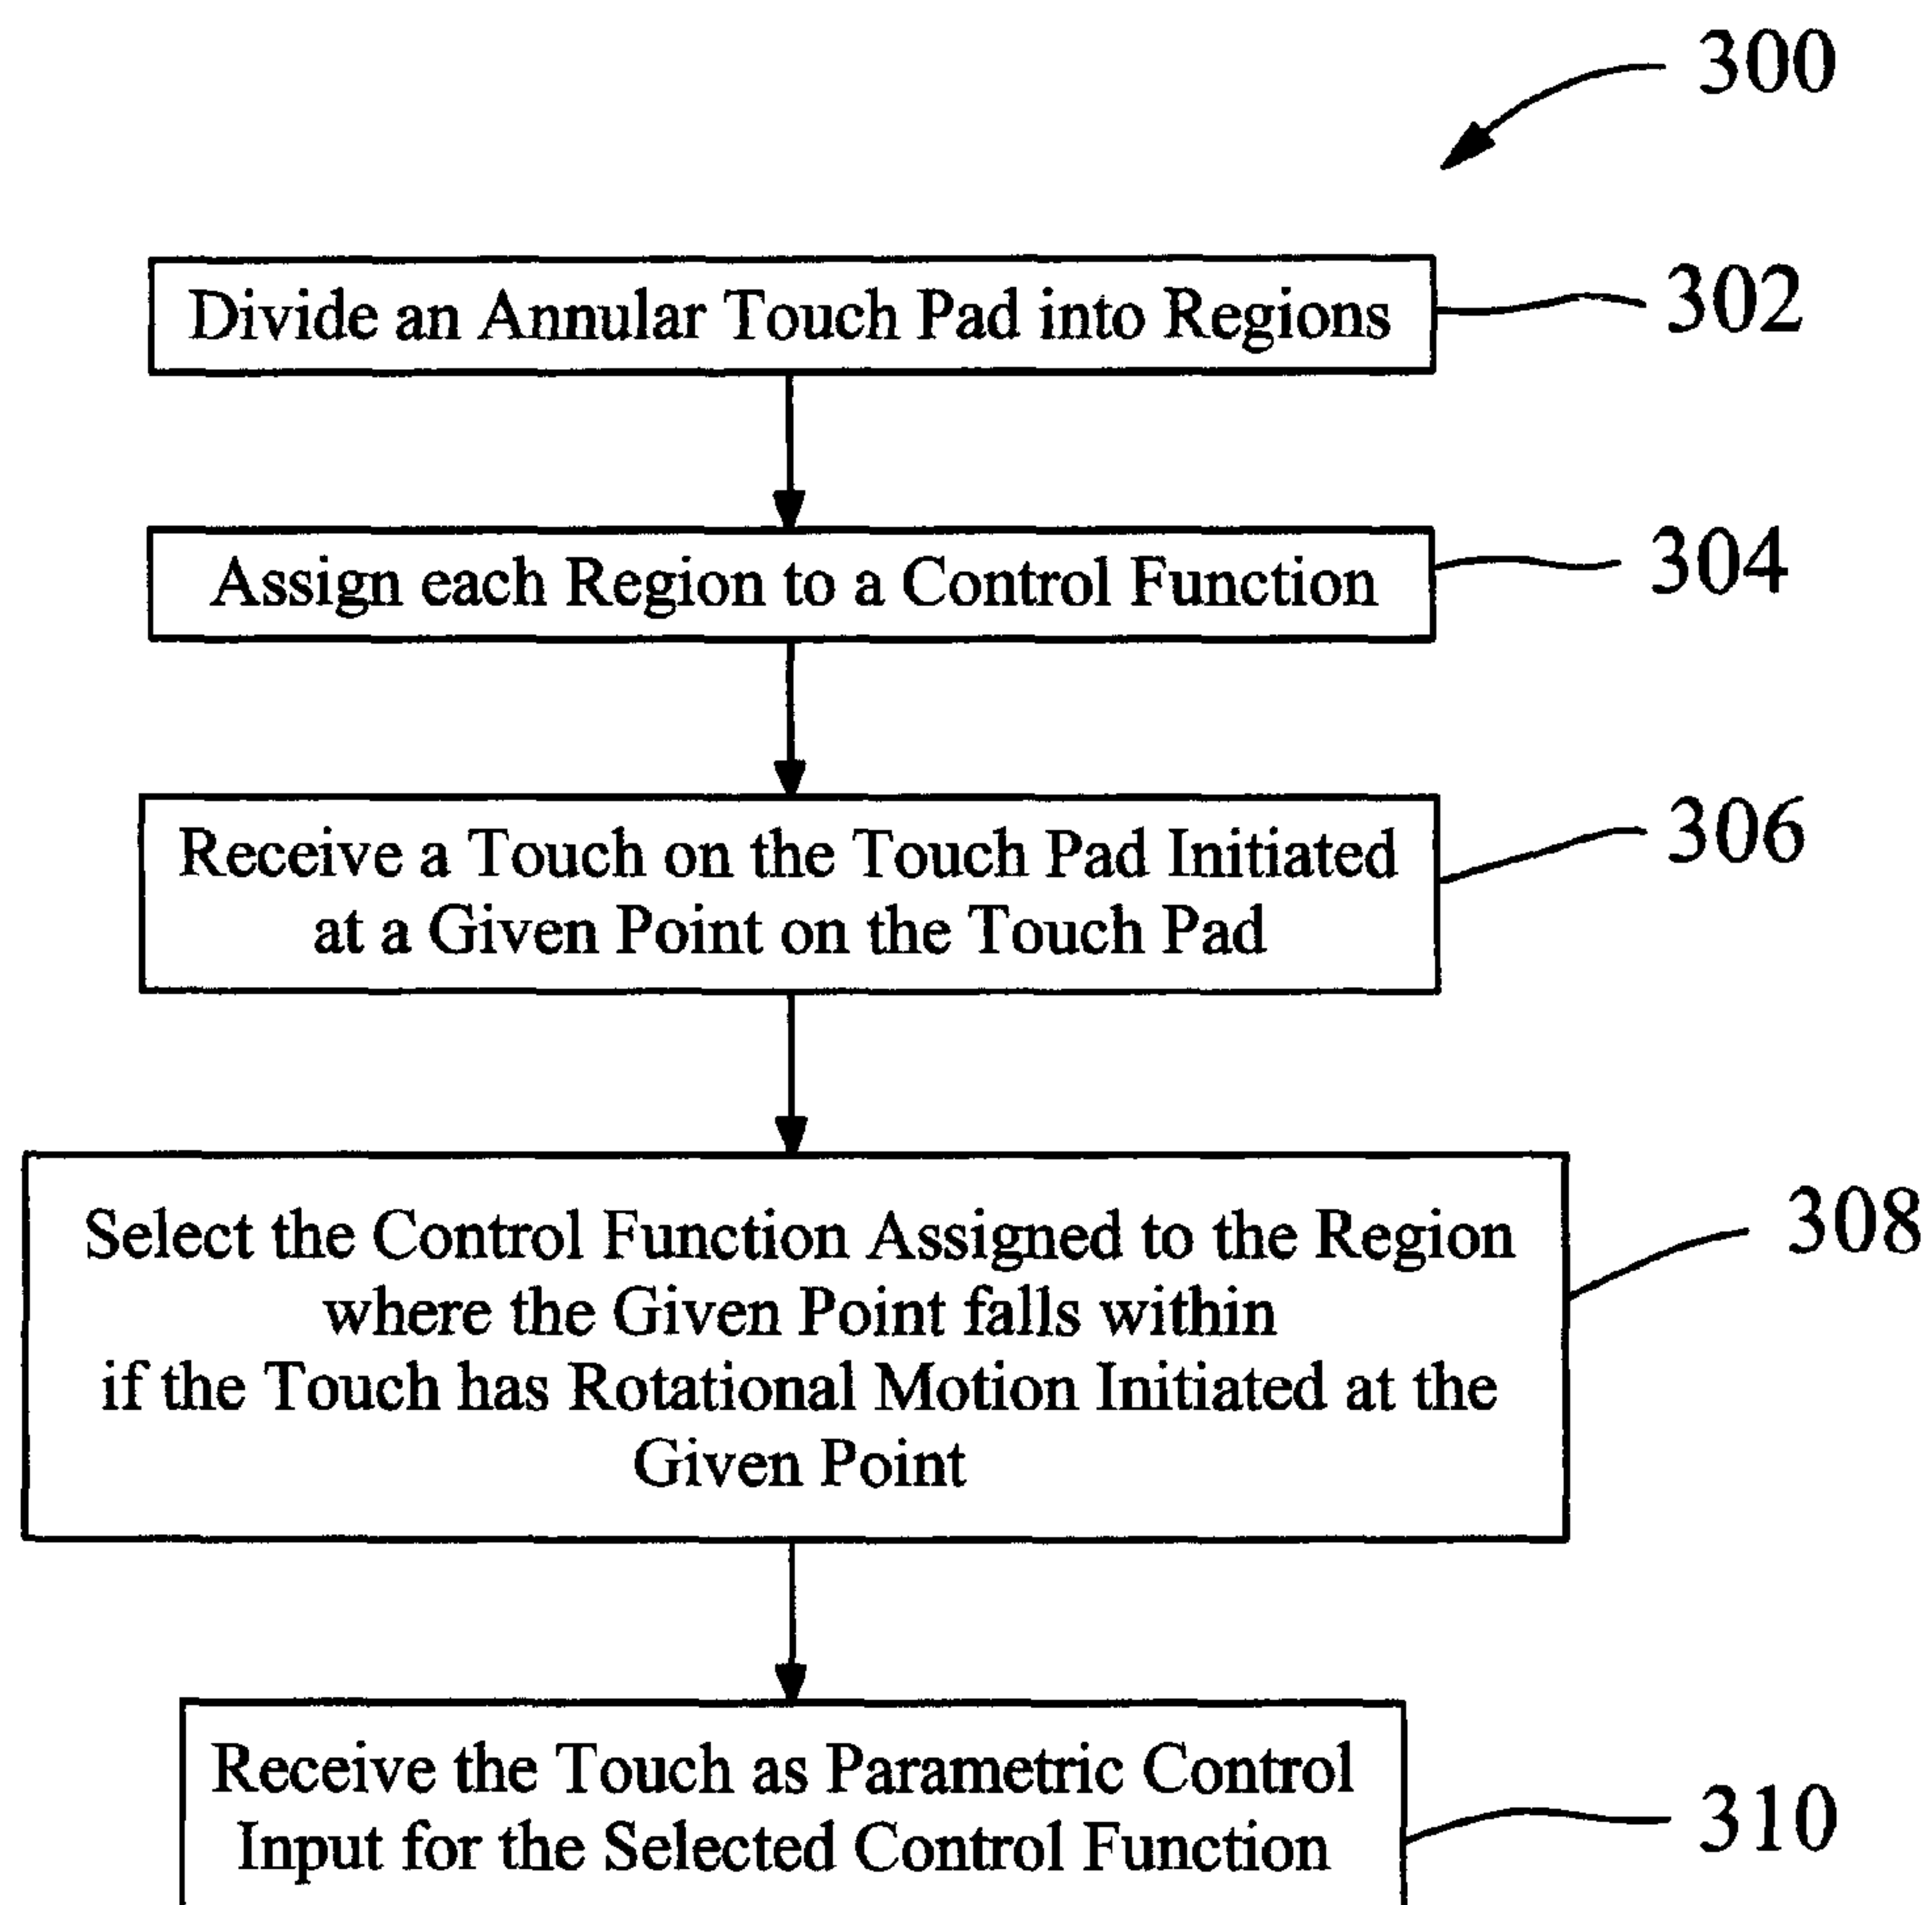 300
Divide an Annular Touch Pad into Regions
302
Assign each Region to a Control Function
304
Receive a Touch on the Touch Pad Initiated
at a Given Point on the Touch Pad
306
Select the Control Function Assigned to the Region
where the Given Point falls within
if the Touch has Rotational Motion Initiated at the
Given Point
308
Receive the Touch as Parametric Control
Input for the Selected Control Function
310